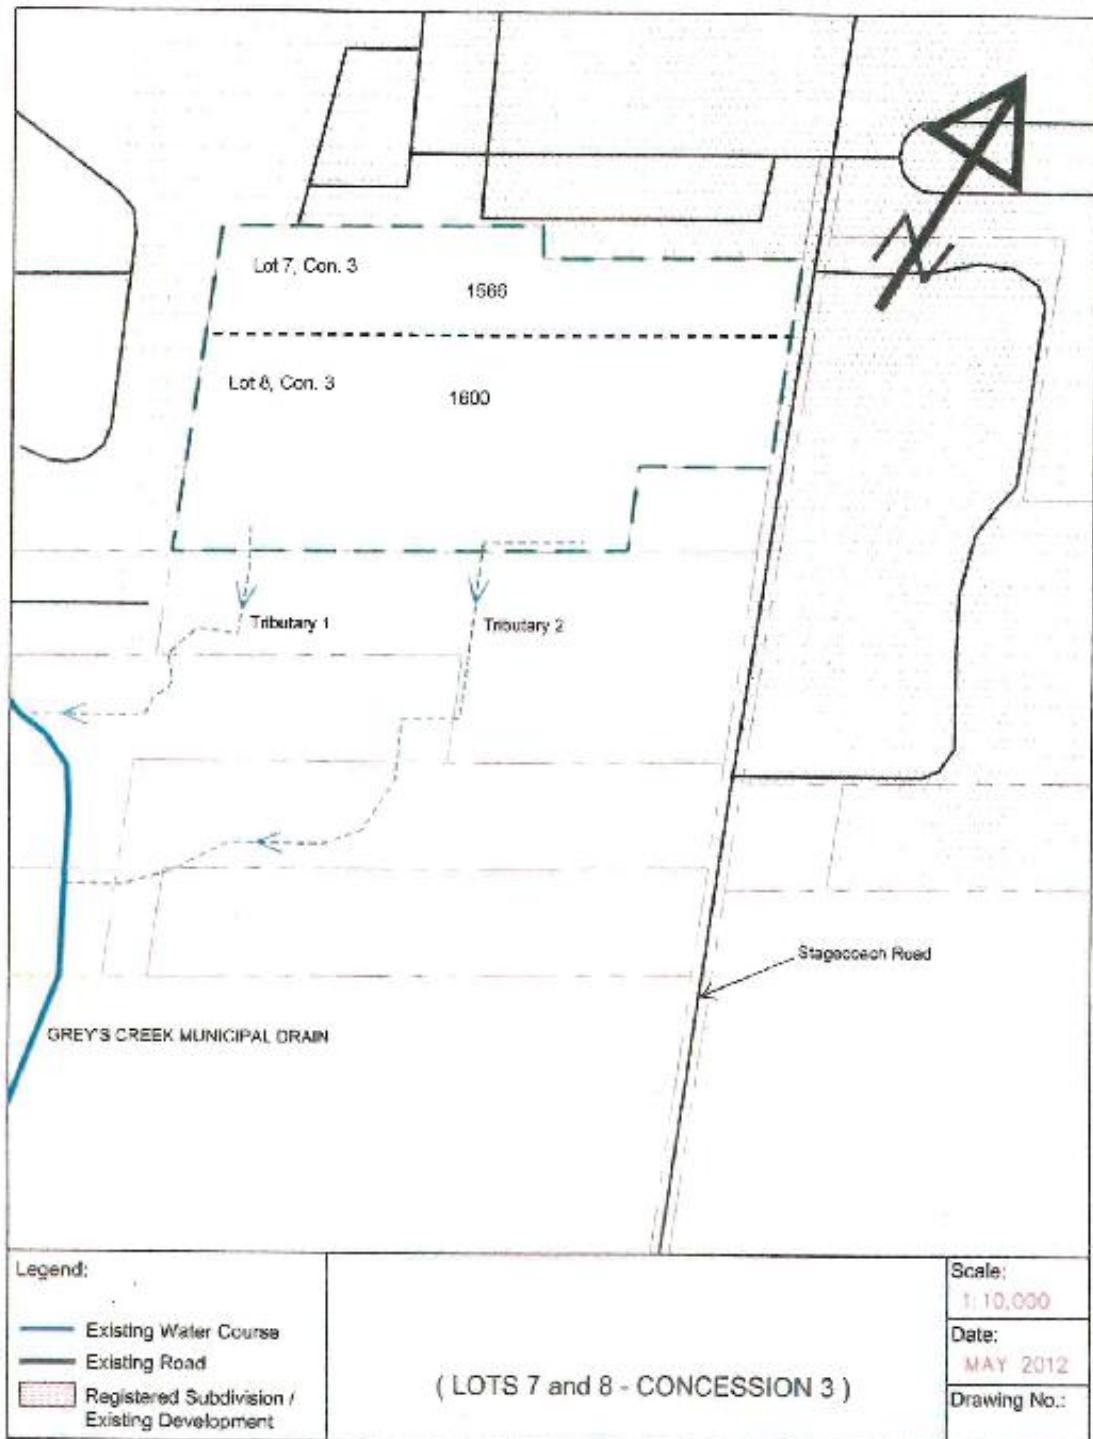 N
Lot 7, Con. 3
1566
Lot 8, Con. 3
1600
Tributary 1
Tributary 2
Stagecoach Road
GREY'S CREEK MUNICIPAL DRAIN
Legend:
Existing Water Course
Existing Road
Registered Subdivision /
Existing Development
( LOTS 7 and 8 - CONCESSION 3 )
Scale:
1:10,000
Date:
MAY 2012
Drawing No.: